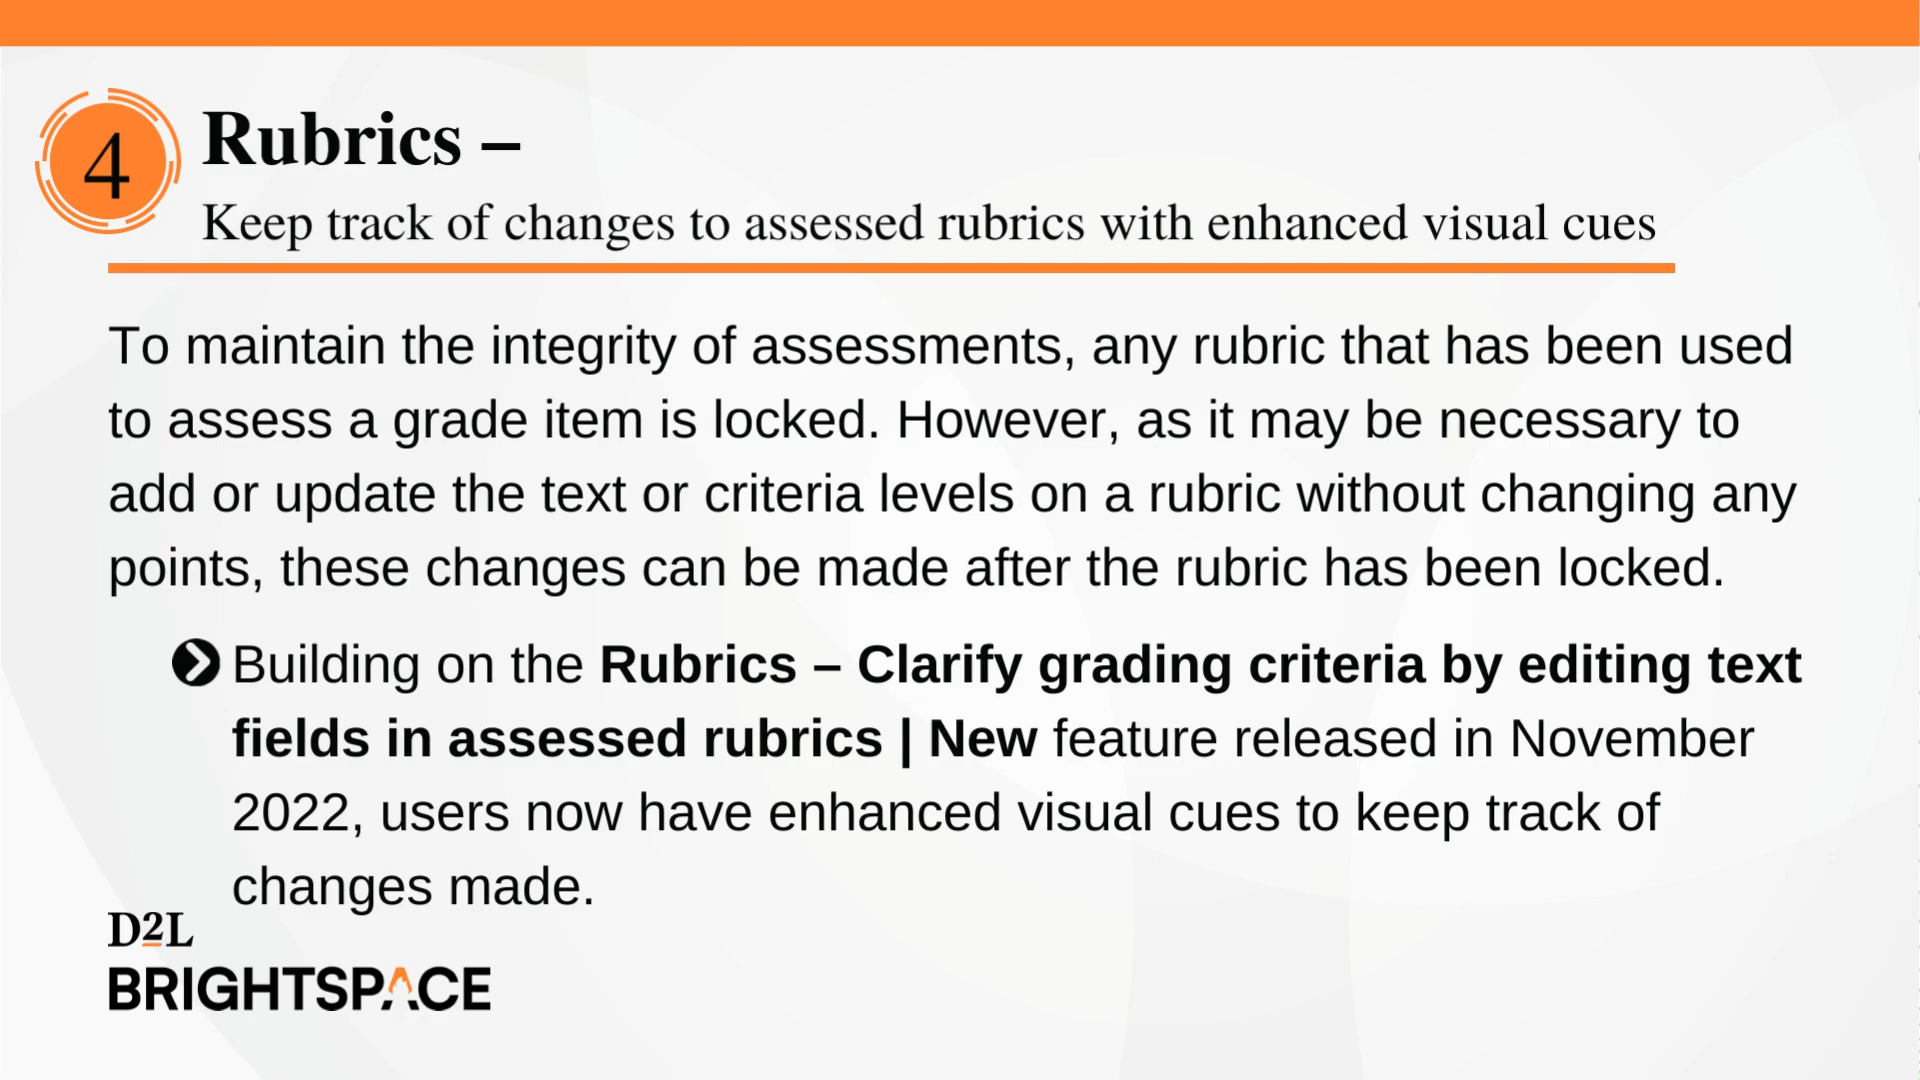 4
Rubrics –
Keep track of changes to assessed rubrics with enhanced visual cues
To maintain the integrity of assessments, any rubric that has been used
to assess a grade item is locked. However, as it may be necessary to
add or update the text or criteria levels on a rubric without changing any
points, these changes can be made after the rubric has been locked.
Building on the Rubrics – Clarify grading criteria by editing text
fields in assessed rubrics | New feature released in November
2022, users now have enhanced visual cues to keep track of
changes made.
D2L
BRIGHTSPACE